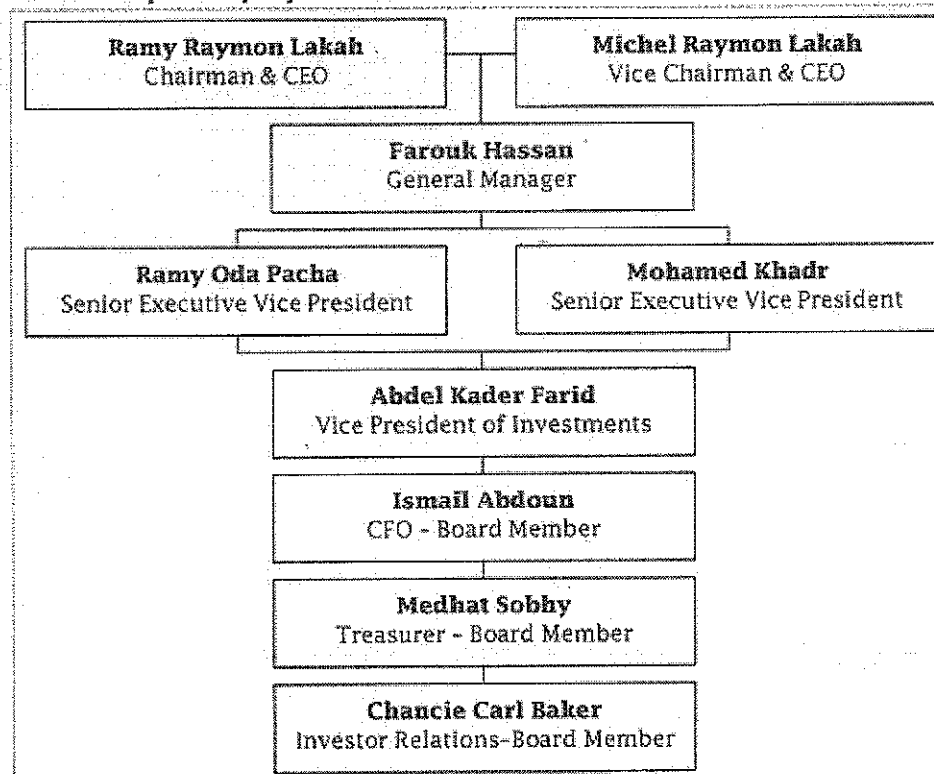 Ramy Raymon Lakah
Chairman & CEO
Michel Raymon Lakah
Vice Chairman & CEO
Farouk Hassan
General Manager
Ramy Oda Pacha
Senior Executive Vice President
Mohamed Khadr
Senior Executive Vice President
Abdel Kader Farid
Vice President of Investments
Ismail Abdoun
CFO - Board Member
Medhat Sobhy
Treasurer - Board Member
Chancie Carl Baker
Investor Relations-Board Member